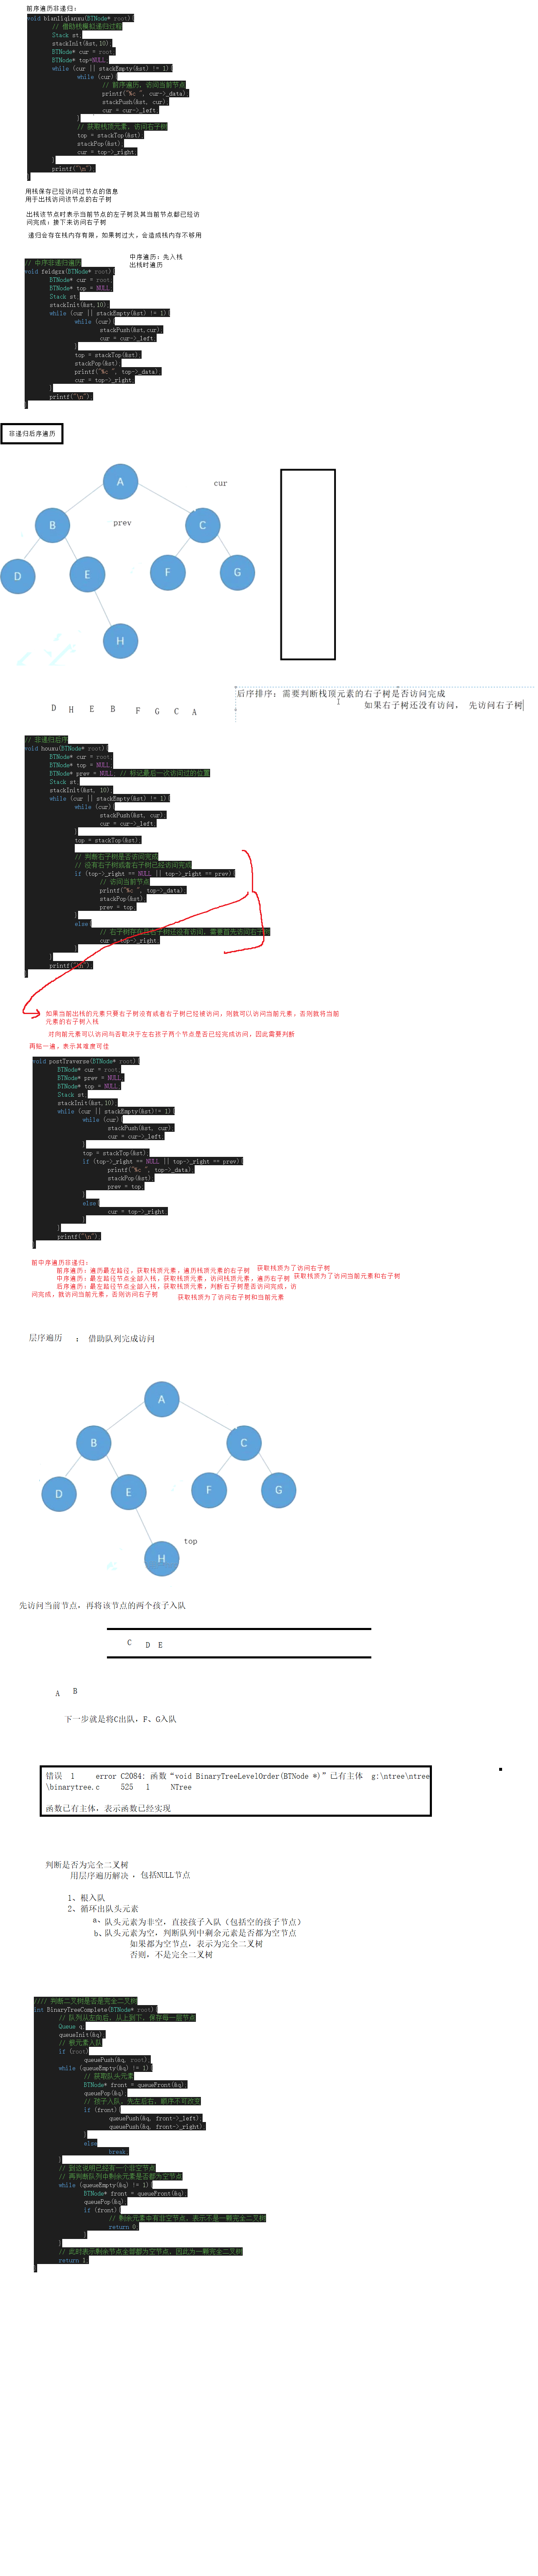 前序遍历非递归：
void bianliqianxu(BTNode* root){
// 借助栈模拟递归过程
Stack st;
stackInit(&st,10);
BTNode* cur = root;
BTNode* top=NULL;
while (cur || stackEmpty(&st) != 1){
while (cur){
// 前序遍历，访问当前节点
printf("%c ", cur->_data);
stackPush(&st, cur);
cur = cur->_left;
}
// 获取栈顶元素，访问右子树
top = stackTop(&st);
stackPop(&st);
cur = top->_right;
}
printf("\n");
}
用栈保存已经访问过节点的信息
用于出栈访问该节点的右子树
出栈该节点时表示当前节点的左子树及其当前节点都已经访
问完成；接下来访问右子树
递归会存在栈内存有限，如果树过大，会造成栈内存不够用
中序遍历：先入栈
出栈时遍历
// 中序非递归遍历
void feidgzx(BTNode* root){
BTNode* cur = root;
BTNode* top = NULL;
Stack st;
stackInit(&st,10);
while (cur || stackEmpty(&st) != 1){
while (cur){
stackPush(&st,cur);
cur = cur->_left;
}
top = stackTop(&st);
stackPop(&st);
printf("%c ", top->_data);
cur = top->_right;
}
printf("\n");
}
非递归后序遍历
A
cur
B
prev
C
D
E
F
G
H
后序排序：需要判断栈顶元素的右子树是否访问完成
如果右子树还没有访问， 先访问右子树
D H E B F G C A
// 非递归后序
void houxu(BTNode* root){
BTNode* cur = root;
BTNode* top = NULL;
BTNode* prev = NULL; // 标记最后一次访问过的位置
Stack st;
stackInit(&st, 10);
while (cur || stackEmpty(&st) != 1){
while (cur){
stackPush(&st, cur);
cur = cur->_left;
}
top = stackTop(&st);
// 判断右子树是否访问完成
// 没有右子树或者右子树已经访问完成
if (top->_right == NULL || top->_right == prev){
// 访问当前节点
printf("%c ", top->_data);
stackPop(&st);
prev = top;
}
else{
// 右子树存在且右子树还没有访问，需要首先访问右子树
cur = top->_right;
}
}
printf("\n");
}
如果当前出栈的元素只要右子树没有或者右子树已经被访问，则就可以访问当前元素，否则就将当前
元素的右子树入栈
对向前元素可以访问与否取决于左右孩子两个节点是否已经完成访问，因此需要判断
再贴一遍，表示其难度可佳
void postTraverse(BTNode* root){
BTNode* cur = root;
BTNode* prev = NULL;
BTNode* top = NULL;
Stack st;
stackInit(&st,10);
while (cur || stackEmpty(&st)!= 1){
while (cur){
stackPush(&st, cur);
cur = cur->_left;
}
top = stackTop(&st);
if (top->_right == NULL || top->_right == prev){
printf("%c ", top->_data);
stackPop(&st);
prev = top;
}
else{
cur = top->_right;
}
}
printf("\n");
}
前中序遍历非递归：
前序遍历：遍历最左路径，获取栈顶元素，遍历栈顶元素的右子树 获取栈顶为了访问右子树
中序遍历：最左路径节点全部入栈，获取栈顶元素，访问栈顶元素，遍历右子树 获取栈顶为了访问当前元素和右子树
后序遍历：最左路径节点全部入栈，获取栈顶元素，判断右子树是否访问完成，访
问完成，就访问当前元素，否则访问右子树 获取栈顶为了访问右子树和当前元素
层序遍历 ： 借助队列完成访问
A
B
C
D
E
F
G
H
top
先访问当前节点，再将该节点的两个孩子入队
C D E
A B
下一步就是将C出队，F、G入队
错误 1 error C2084: 函数“void BinaryTreeLevelOrder(BTNode *)”已有主体 g:\ntree\ntree
\binarytree.c 525 1 NTree
函数已有主体，表示函数已经实现
判断是否为完全二叉树
用层序遍历解决 ，包括NULL节点
1、根入队
2、循环出队头元素
a、队头元素为非空，直接孩子入队（包括空的孩子节点）
b、队头元素为空，判断队列中剩余元素是否都为空节点
如果都为空节点，表示为完全二叉树
否则，不是完全二叉树
//// 判断二叉树是否是完全二叉树
int BinaryTreeComplete(BTNode* root){
// 队列从左向后，从上到下，保存每一层节点
Queue q;
queueInit(&q);
// 根元素入队
if (root)
queuePush(&q, root);
while (queueEmpty(&q) != 1){
// 获取队头元素
BTNode* front = queueFront(&q);
queuePop(&q);
// 孩子入队，先左后右，顺序不可改变
if (front){
queuePush(&q, front->_left);
queuePush(&q, front->_right);
}
else
break;
}
// 到这说明已经有一个非空节点
// 再判断队列中剩余元素是否都为空节点
while (queueEmpty(&q) != 1){
BTNode* front = queueFront(&q);
queuePop(&q);
if (front){
// 剩余元素中有非空节点，表示不是一颗完全二叉树
return 0;
}
}
// 此时表示剩余节点全部都为空节点，因此为一颗完全二叉树
return 1;
}